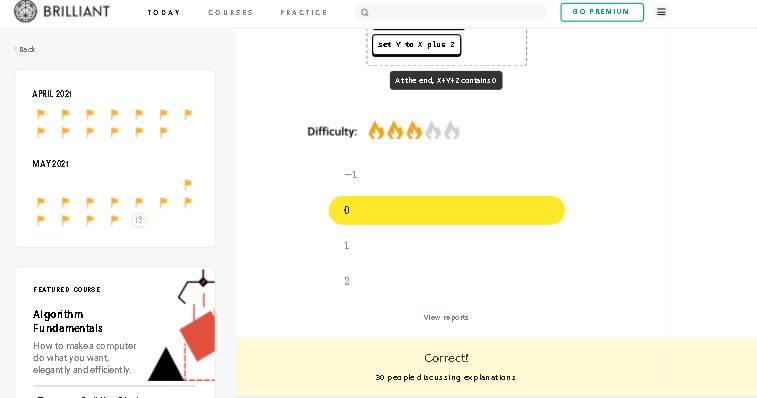 BRILLIANT
TODAY COURSES PRACTICE
GO PREMIUM
Back
APRIL 2021
MAY 2021
13
FEATURED COURSE
Algorithm
Fundamentals
How to make a computer
do what you want,
elegantly and efficiently.
set Y to X plus Z
At the end, X+Y+Z contains 0
Difficulty:
−1
0
1
2
View reports
Correct!
30 people discussing explanations